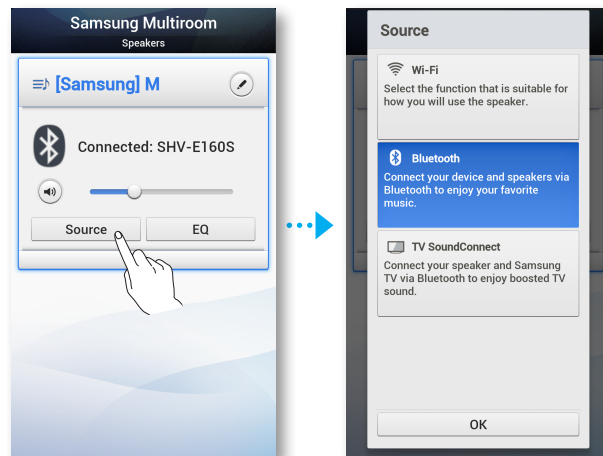 Samsung Multiroom
Speakers
[Samsung] M
Connected: SHV-E160S
Source
EQ
Source
Wi-Fi
Select the function that is suitable for
how you will use the speaker.
Bluetooth
Connect your device and speakers via
Bluetooth to enjoy your favorite
music.
TV SoundConnect
Connect your speaker and Samsung
TV via Bluetooth to enjoy boosted TV
sound.
OK